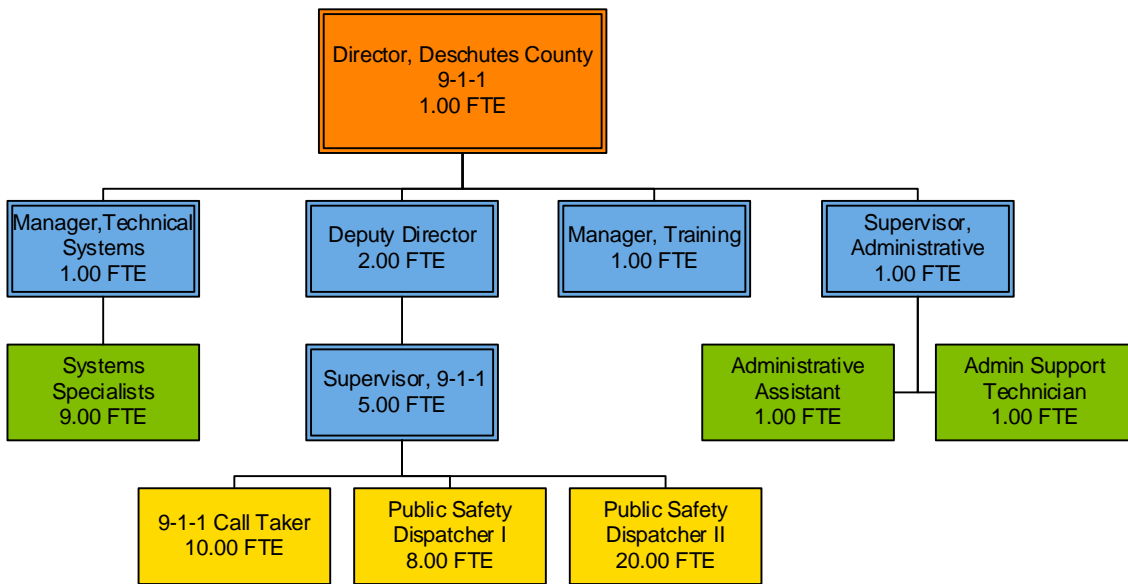 Director, Deschutes County
9-1-1
1.00 FTE
Manager,Technical
Systems
1.00 FTE
Deputy Director
2.00 FTE
Manager, Training
1.00 FTE
Supervisor,
Administrative
1.00 FTE
Systems
Specialists
9.00 FTE
Supervisor, 9-1-1
5.00 FTE
Administrative
Assistant
1.00 FTE
Admin Support
Technician
1.00 FTE
9-1-1 Call Taker
10.00 FTE
Public Safety
Dispatcher I
8.00 FTE
Public Safety
Dispatcher II
20.00 FTE